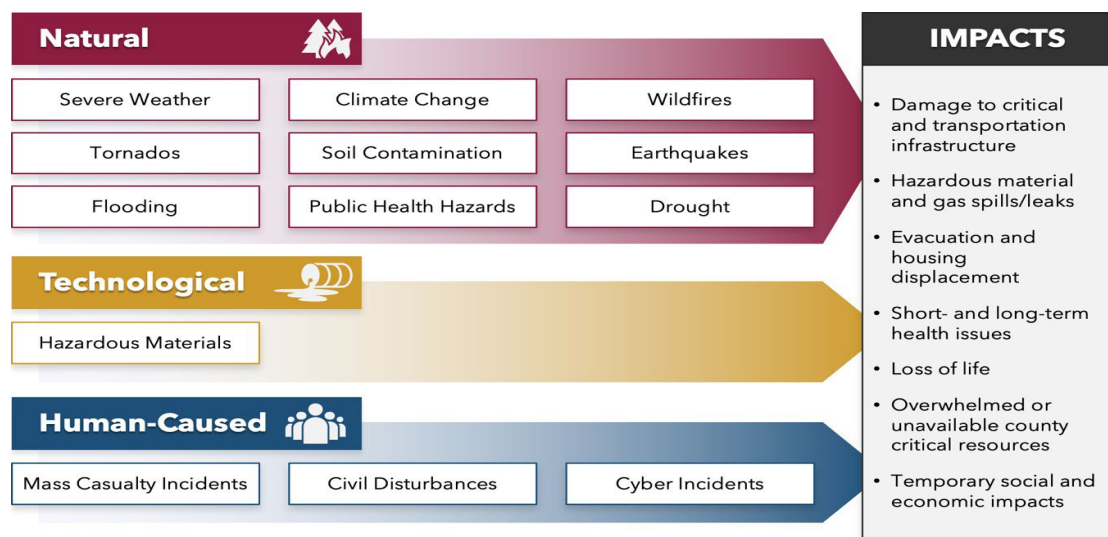 Natural
Severe Weather
Climate Change
Wildfires
Tornados
Soil Contamination
Earthquakes
Flooding
Public Health Hazards
Drought
Technological
Hazardous Materials
Human-Caused
Mass Casualty Incidents
Civil Disturbances
Cyber Incidents
IMPACTS
• Damage to critical
and transportation
infrastructure
• Hazardous material
and gas spills/leaks
• Evacuation and
housing
displacement
• Short- and long-term
health issues
• Loss of life
• Overwhelmed or
unavailable county
critical resources
• Temporary social and
economic impacts